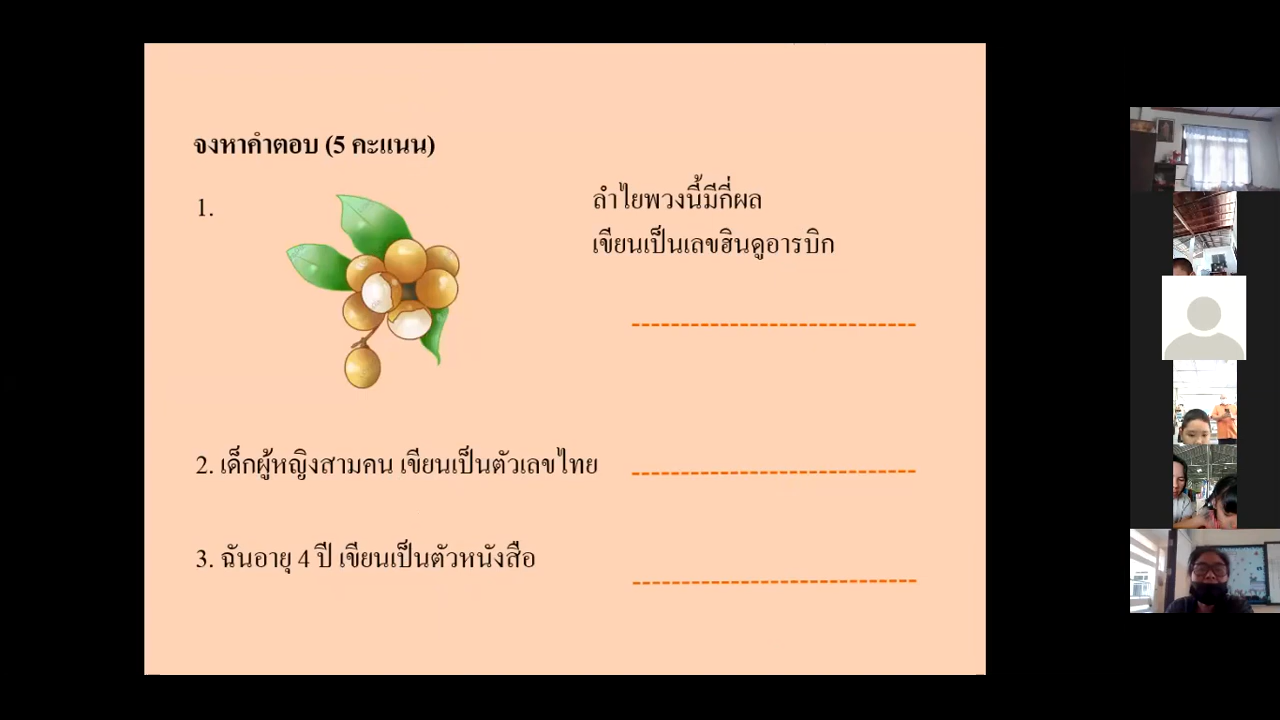 จงหาคำตอบ (5 คะแนน)
1.
ลำไยพวงนี้มีกี่ผล
เขียนเป็นเลขฮินดูอารบิก
2. เด็กผู้หญิงสามคน เขียนเป็นตัวเลขไทย
3. ฉันอายุ 4 ปี เขียนเป็นตัวหนังสือ